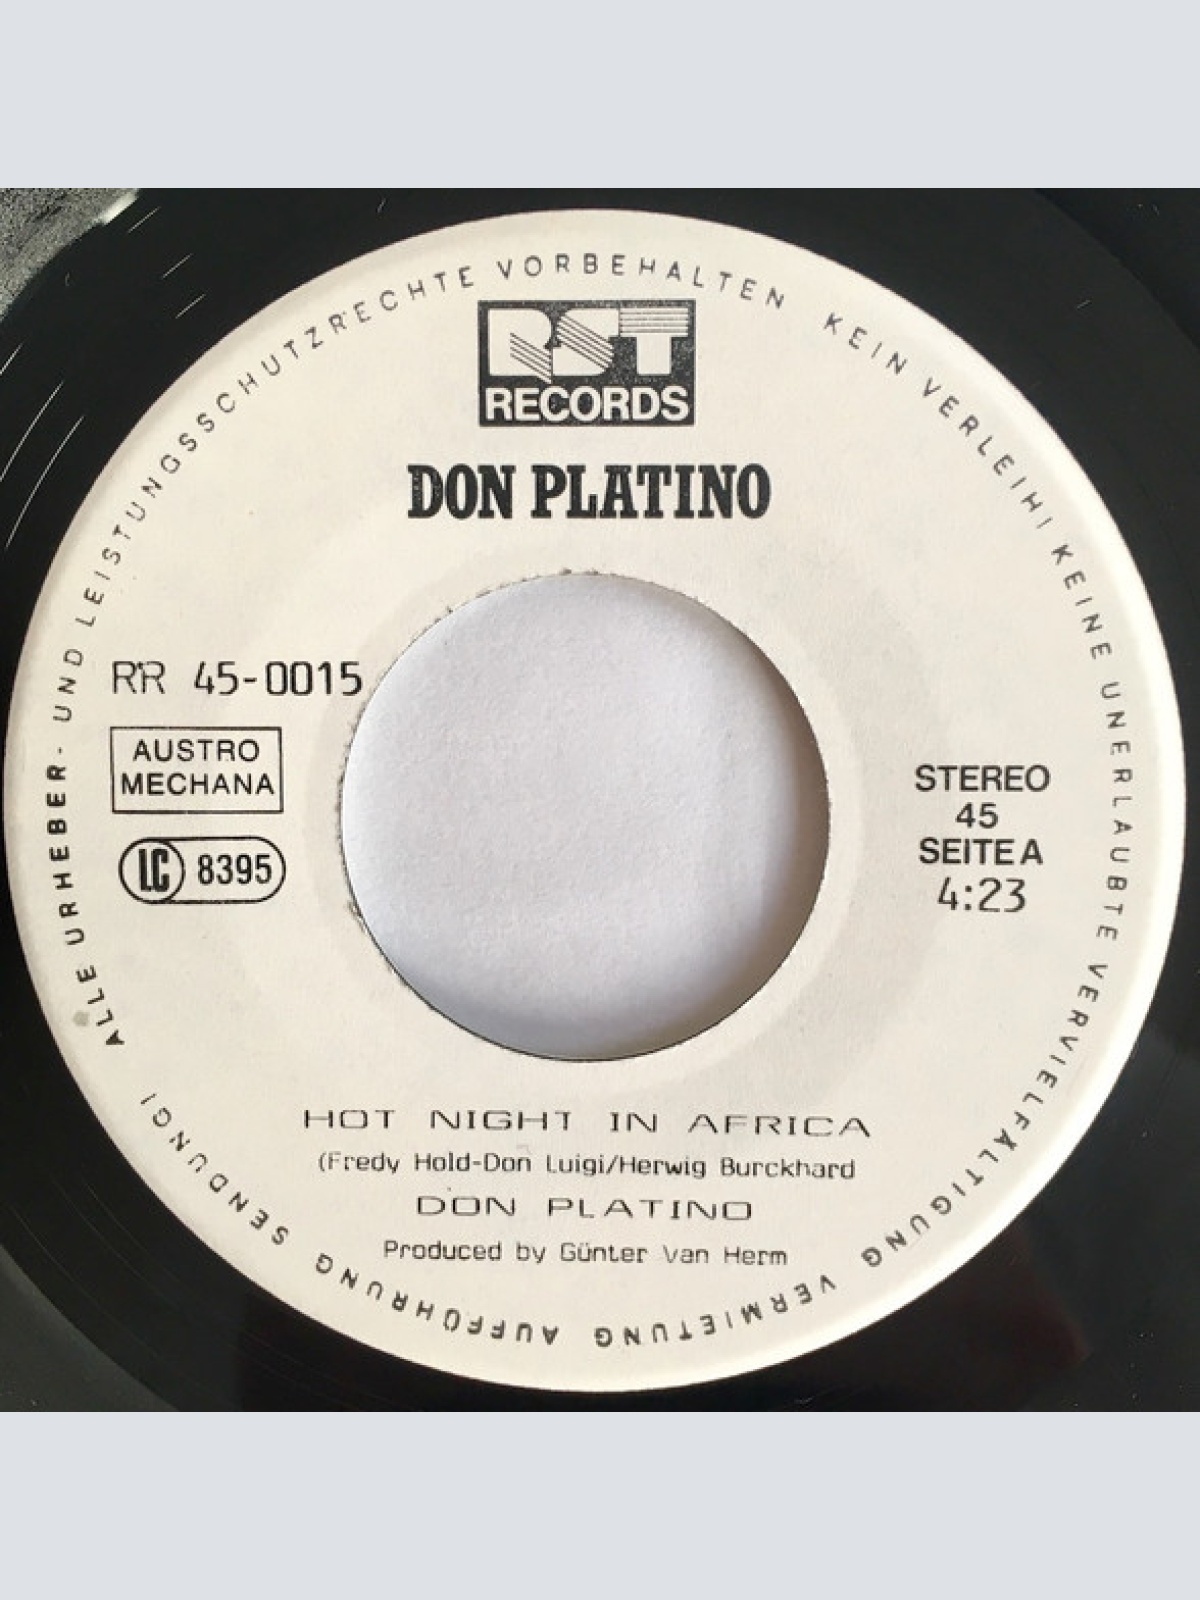 ALLE URHEBER- UND LEISTUNGSSCHUTZRECHTE VORBEHALTEN KEIN VERLEIH! KEINE UNERLAUBTE VERVIELFÄLTIGUNG VERMIETUNG AUFFÜHRUNG SENDUNG!
RST
RECORDS
DON PLATINO
RR 45-0015
AUSTRO
MECHANA
LC 8395
STEREO
45
SEITE A
4:23
HOT NIGHT IN AFRICA
(Fredy Hold-Don Luigi/Herwig Burckhard
DON PLATINO
Produced by Günter Van Herm